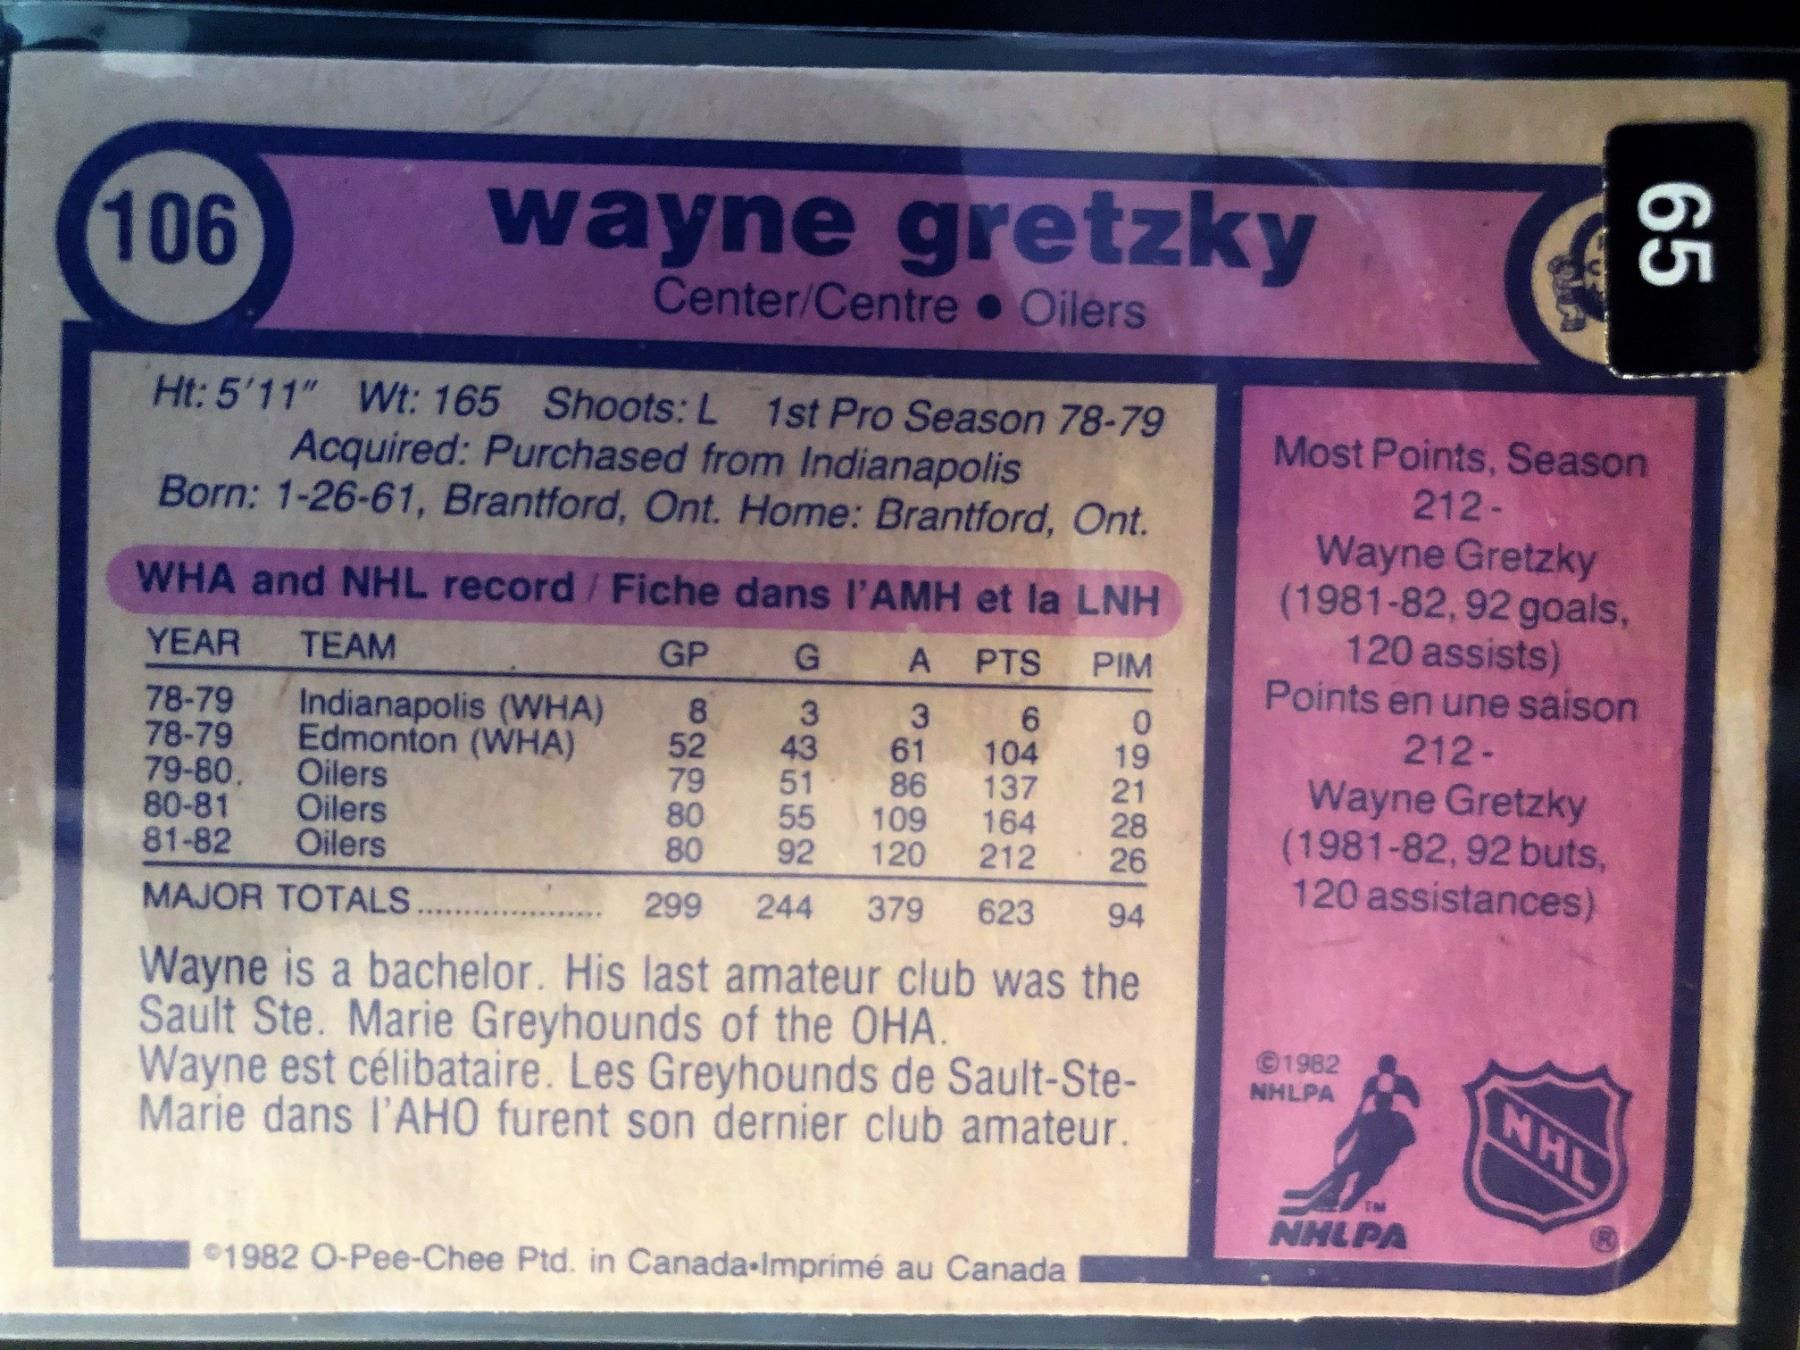 106
wayne gretzky
Center/Centre • Oilers
65
Ht: 5'11" Wt: 165 Shoots: L 1st Pro Season 78-79
Acquired: Purchased from Indianapolis
Born: 1-26-61, Brantford, Ont. Home: Brantford, Ont.
WHA and NHL record / Fiche dans l'AMH et la LNH
YEAR TEAM GP G A PTS PIM
78-79 Indianapolis (WHA) 8 3 3 6 0
78-79 Edmonton (WHA) 52 43 61 104 19
79-80. Oilers 79 51 86 137 21
80-81 Oilers 80 55 109 164 28
81-82 Oilers 80 92 120 212 26
MAJOR TOTALS..................... 299 244 379 623 94
Wayne is a bachelor. His last amateur club was the
Sault Ste. Marie Greyhounds of the OHA.
Wayne est célibataire. Les Greyhounds de Sault-Ste-
Marie dans l'AHO furent son dernier club amateur.
©1982 O-Pee-Chee Ptd. in Canada•Imprimé au Canada
Most Points, Season
212 -
Wayne Gretzky
(1981-82, 92 goals,
120 assists)
Points en une saison
212 -
Wayne Gretzky
(1981-82, 92 buts,
120 assistances)
©1982
NHLPA
TM
NHLPA
NHL
®